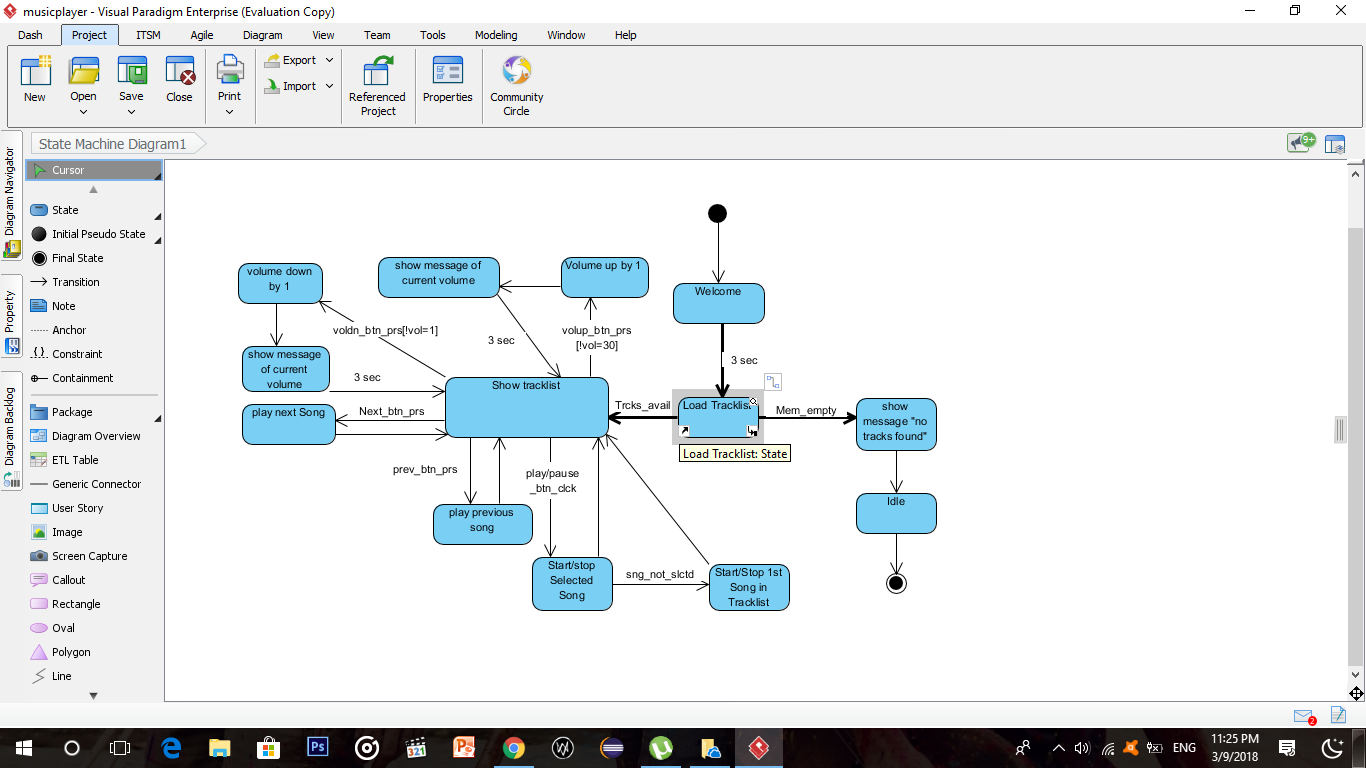 musicplayer - Visual Paradigm Enterprise (Evaluation Copy)
Dash Project ITSM Agile Diagram View Team Tools Modeling Window Help
New
Open
Save
Close
Print
Export
Import
Referenced
Project
Properties
Community
Circle
State Machine Diagram1
9+
Diagram Navigator
Property
Diagram Backlog
Cursor
State
Initial Pseudo State
Final State
Transition
Note
Anchor
Constraint
Containment
Package
Diagram Overview
ETL Table
Generic Connector
User Story
Image
Screen Capture
Callout
Rectangle
Oval
Polygon
Line
volume down
by 1
show message of
current volume
Volume up by 1
Welcome
voldn_btn_prs[!vol=1]
3 sec
volup_btn_prs
[!vol=30]
3 sec
show message
of current
volume
3 sec
Show tracklist
play next Song
Next_btn_prs
Trcks_avail
Load Tracklist
Mem_empty
show
message "no
tracks found"
Load Tracklist: State
prev_btn_prs
play/pause
_btn_clck
play previous
song
Idle
Start/stop
Selected
Song
sng_not_slctd
Start/Stop 1st
Song in
Tracklist
2
Ps
321
ENG
11:25 PM
3/9/2018